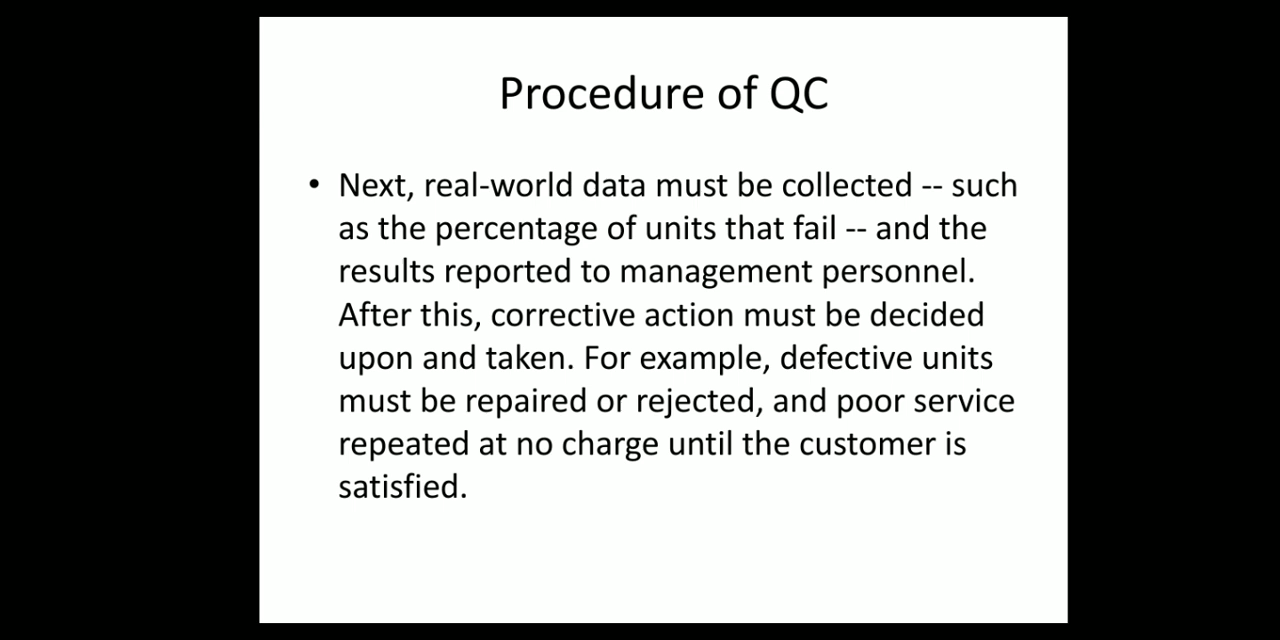 Procedure of QC
• Next, real-world data must be collected -- such
as the percentage of units that fail -- and the
results reported to management personnel.
After this, corrective action must be decided
upon and taken. For example, defective units
must be repaired or rejected, and poor service
repeated at no charge until the customer is
satisfied.